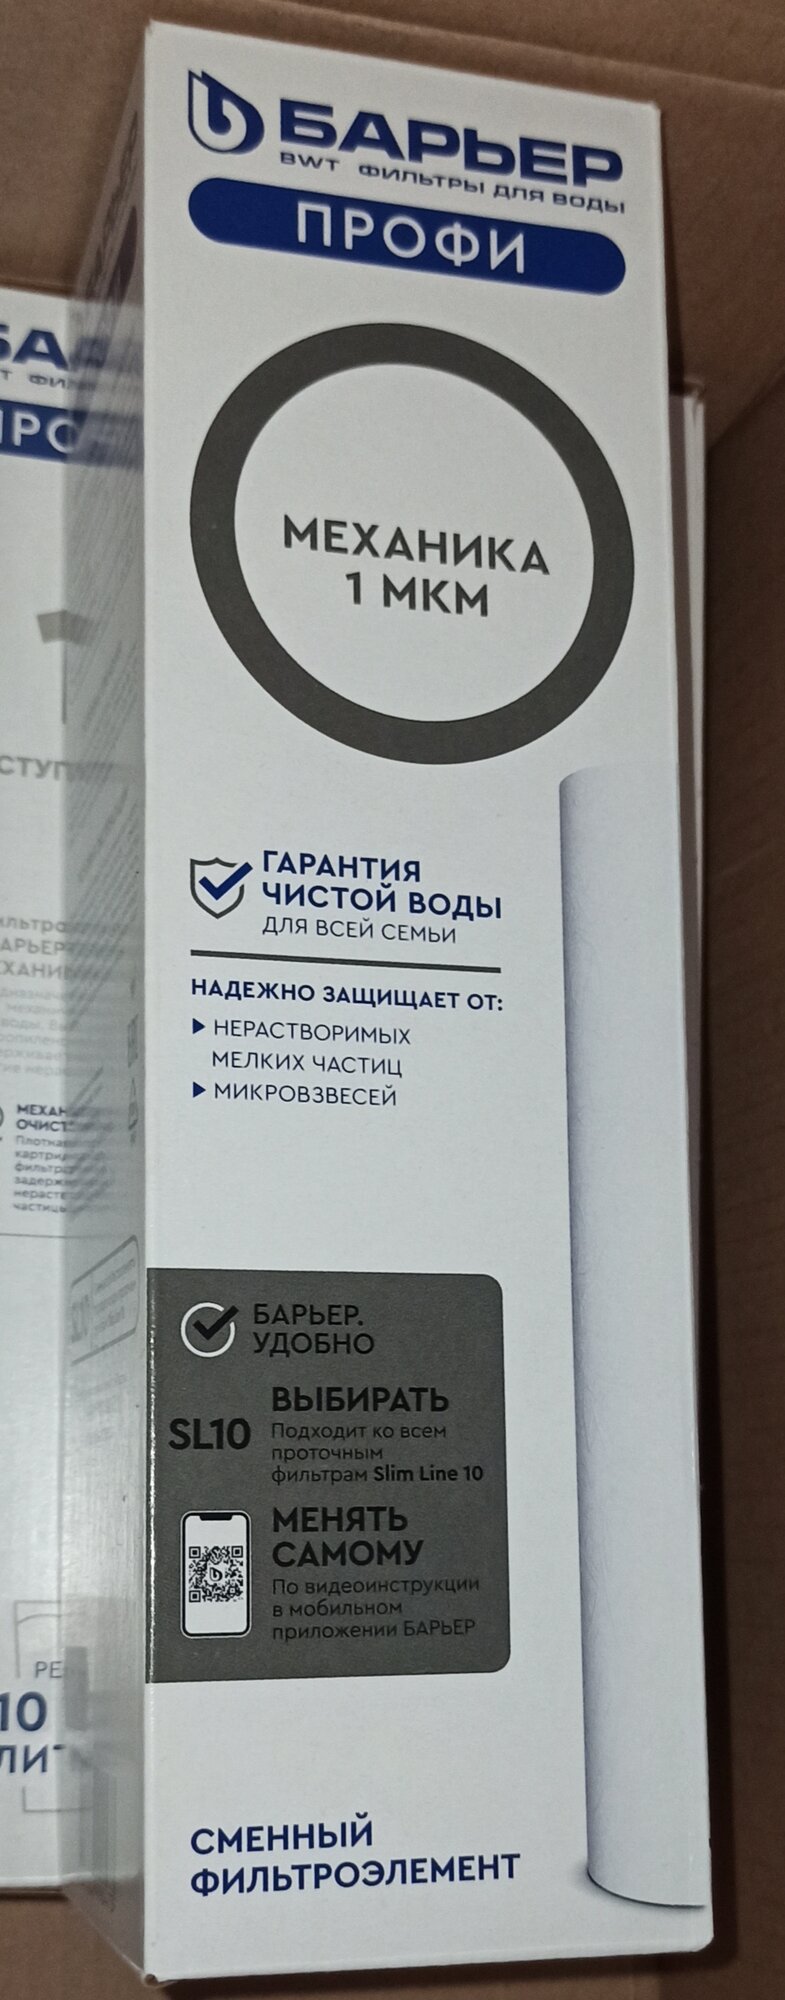 БАРЬЕР
BWT ФИЛЬТРЫ ДЛЯ ВОДЫ
ПРОФИ
МЕХАНИКА
1 МКМ
ГАРАНТИЯ
ЧИСТОЙ ВОДЫ
ДЛЯ ВСЕЙ СЕМЬИ
НАДЕЖНО ЗАЩИЩАЕТ ОТ:
НЕРАСТВОРИМЫХ
МЕЛКИХ ЧАСТИЦ
МИКРОВЗВЕСЕЙ
БАРЬЕР.
УДОБНО
ВЫБИРАТЬ
SL10
Подходит ко всем
проточным
фильтрам Slim Line 10
МЕНЯТЬ
САМОМУ
По видеоинструкции
в мобильном
приложении БАРЬЕР
СМЕННЫЙ
ФИЛЬТРОЭЛЕМЕНТ